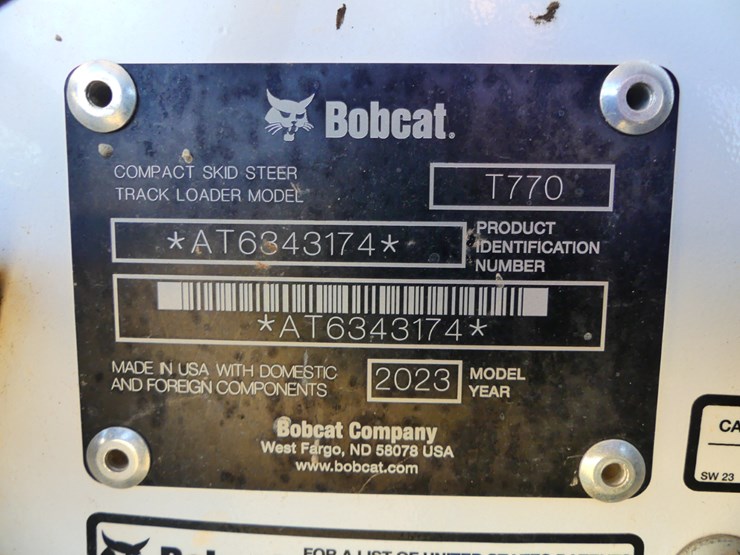 Bobcat.
COMPACT SKID STEER
TRACK LOADER MODEL
T770
*AT6343174*
PRODUCT
IDENTIFICATION
NUMBER
*AT6343174*
MADE IN USA WITH DOMESTIC
AND FOREIGN COMPONENTS
2023
MODEL
YEAR
Bobcat Company
West Fargo, ND 58078 USA
www.bobcat.com
CA
SW 23
FOR A LIST OF UNITED STATES